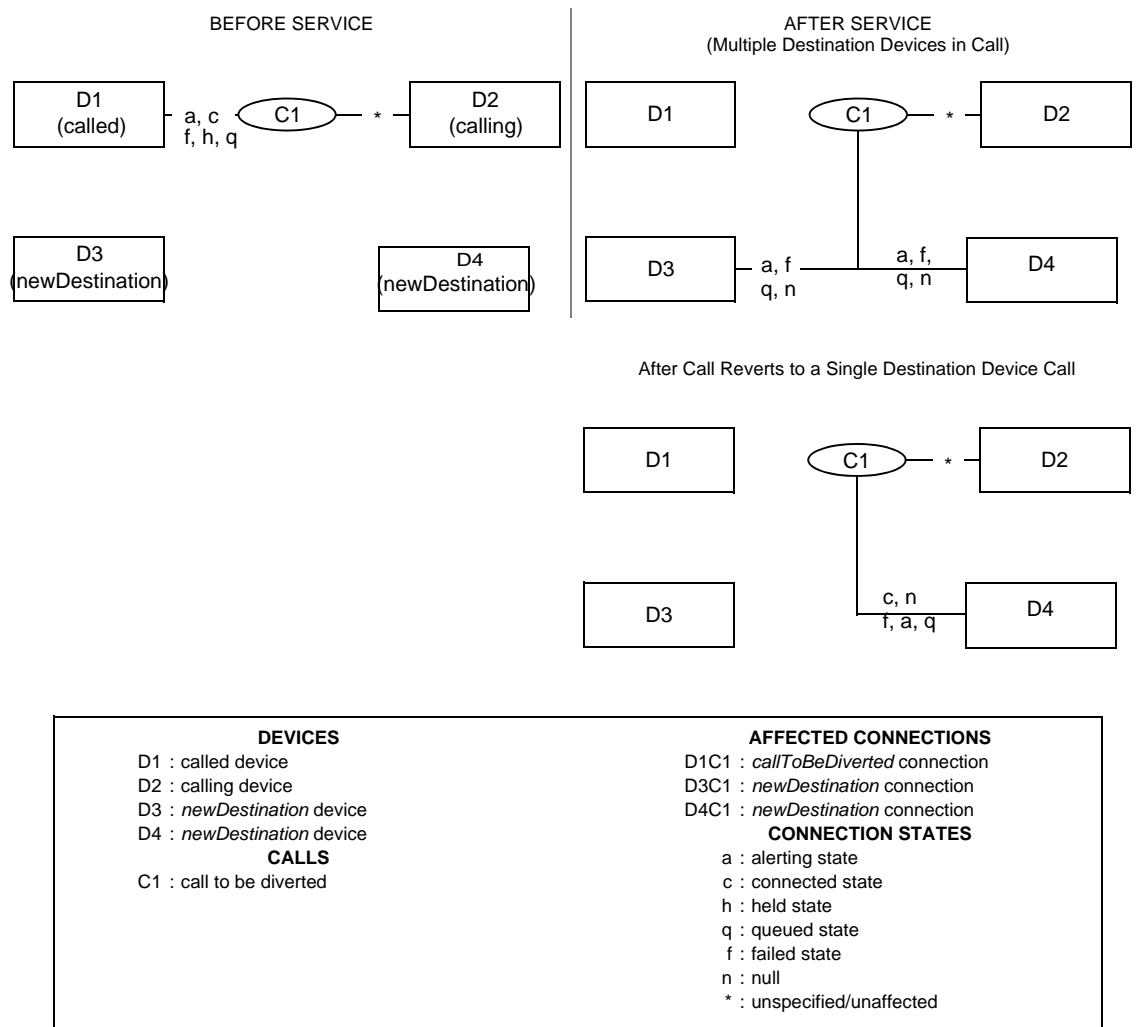 BEFORE SERVICE
AFTER SERVICE
(Multiple Destination Devices in Call)
D1
(called)
a, c
f, h, q
C1
*
D2
(calling)
D1
C1
*
D2
D3
(newDestination)
D4
(newDestination)
D3
a, f
q, n
a, f,
q, n
D4
After Call Reverts to a Single Destination Device Call
D1
C1
*
D2
D3
c, n
f, a, q
D4
DEVICES
D1 : called device
D2 : calling device
D3 : newDestination device
D4 : newDestination device
CALLS
C1 : call to be diverted
AFFECTED CONNECTIONS
D1C1 : callToBeDiverted connection
D3C1 : newDestination connection
D4C1 : newDestination connection
CONNECTION STATES
a : alerting state
c : connected state
h : held state
q : queued state
f : failed state
n : null
* : unspecified/unaffected